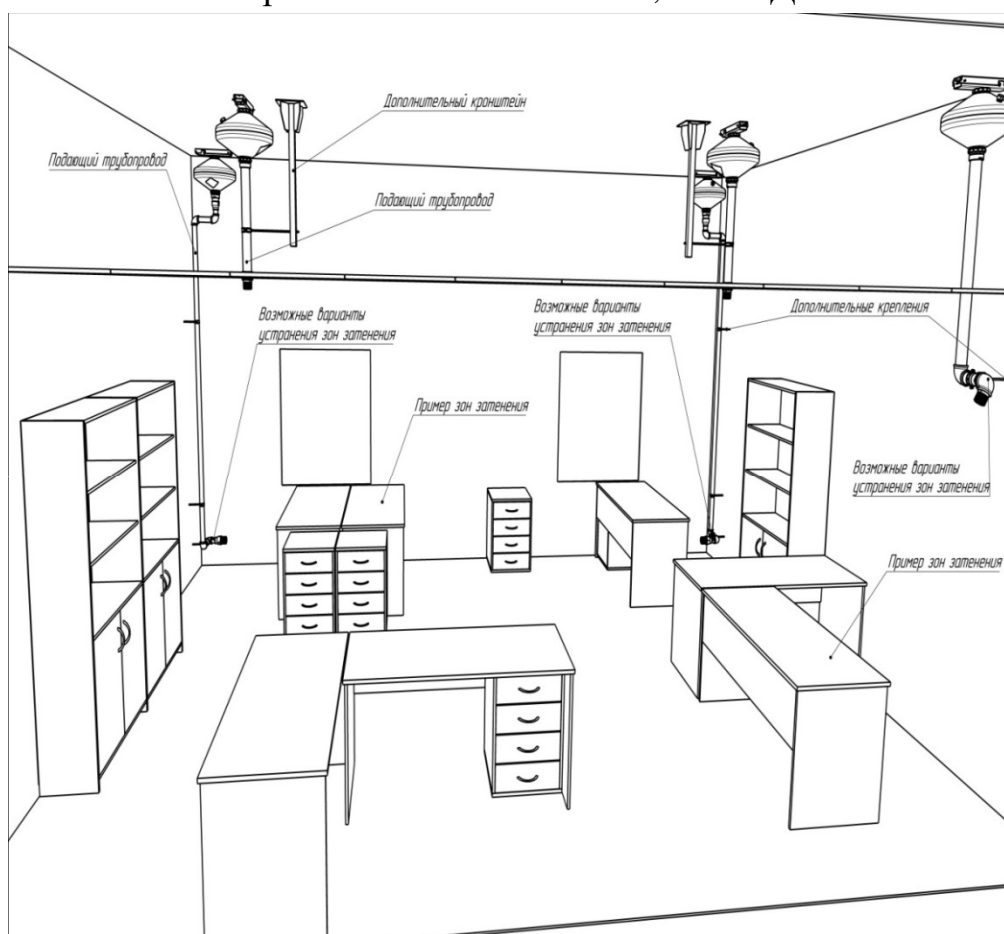 Дополнительный кронштейн
Подающий трубопровод
Подающий трубопровод
Возможные варианты
устранения зон затенения
Возможные варианты
устранения зон затенения
Дополнительные крепления
Пример зон затенения
Возможные варианты
устранения зон затенения
Пример зон затенения